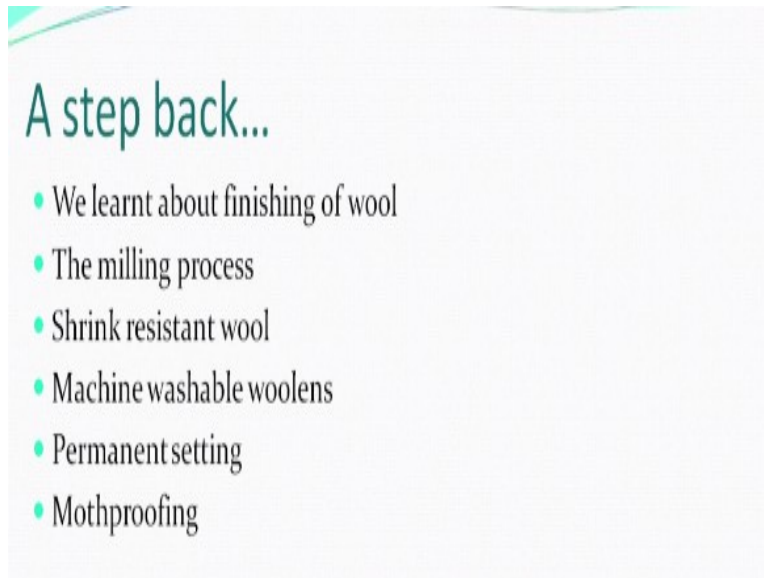 A step back...
We learnt about finishing of wool
The milling process
Shrink resistant wool
Machine washable woolens
Permanent setting
Mothproofing